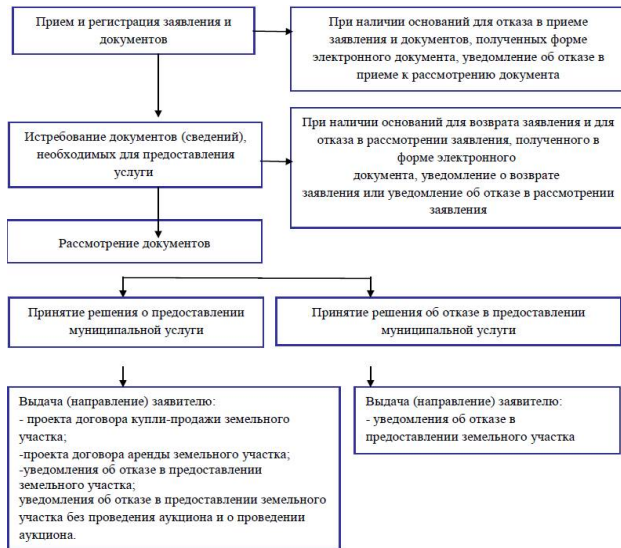 Прием и регистрация заявления и
документов
При наличии оснований для отказа в приеме
заявления и документов, полученных форме
электронного документа, уведомление об отказе в
приеме к рассмотрению документа
Истребование документов (сведений),
необходимых для предоставления
услуги
При наличии оснований для возврата заявления и для
отказа в рассмотрении заявления, полученного в
форме электронного
документа, уведомление о возврате
заявления или уведомление об отказе в рассмотрении
заявления
Рассмотрение документов
Принятие решения о предоставлении
муниципальной услуги
Принятие решения об отказе в предоставлении
муниципальной услуги
Выдача (направление) заявителю:
- проекта договора купли-продажи земельного
участка;
-проекта договора аренды земельного участка;
-уведомления об отказе в предоставлении
земельного участка;
уведомления об отказе в предоставлении земельного
участка без проведения аукциона и о проведении
аукциона.
Выдача (направление) заявителю:
- уведомления об отказе в
предоставлении земельного участка